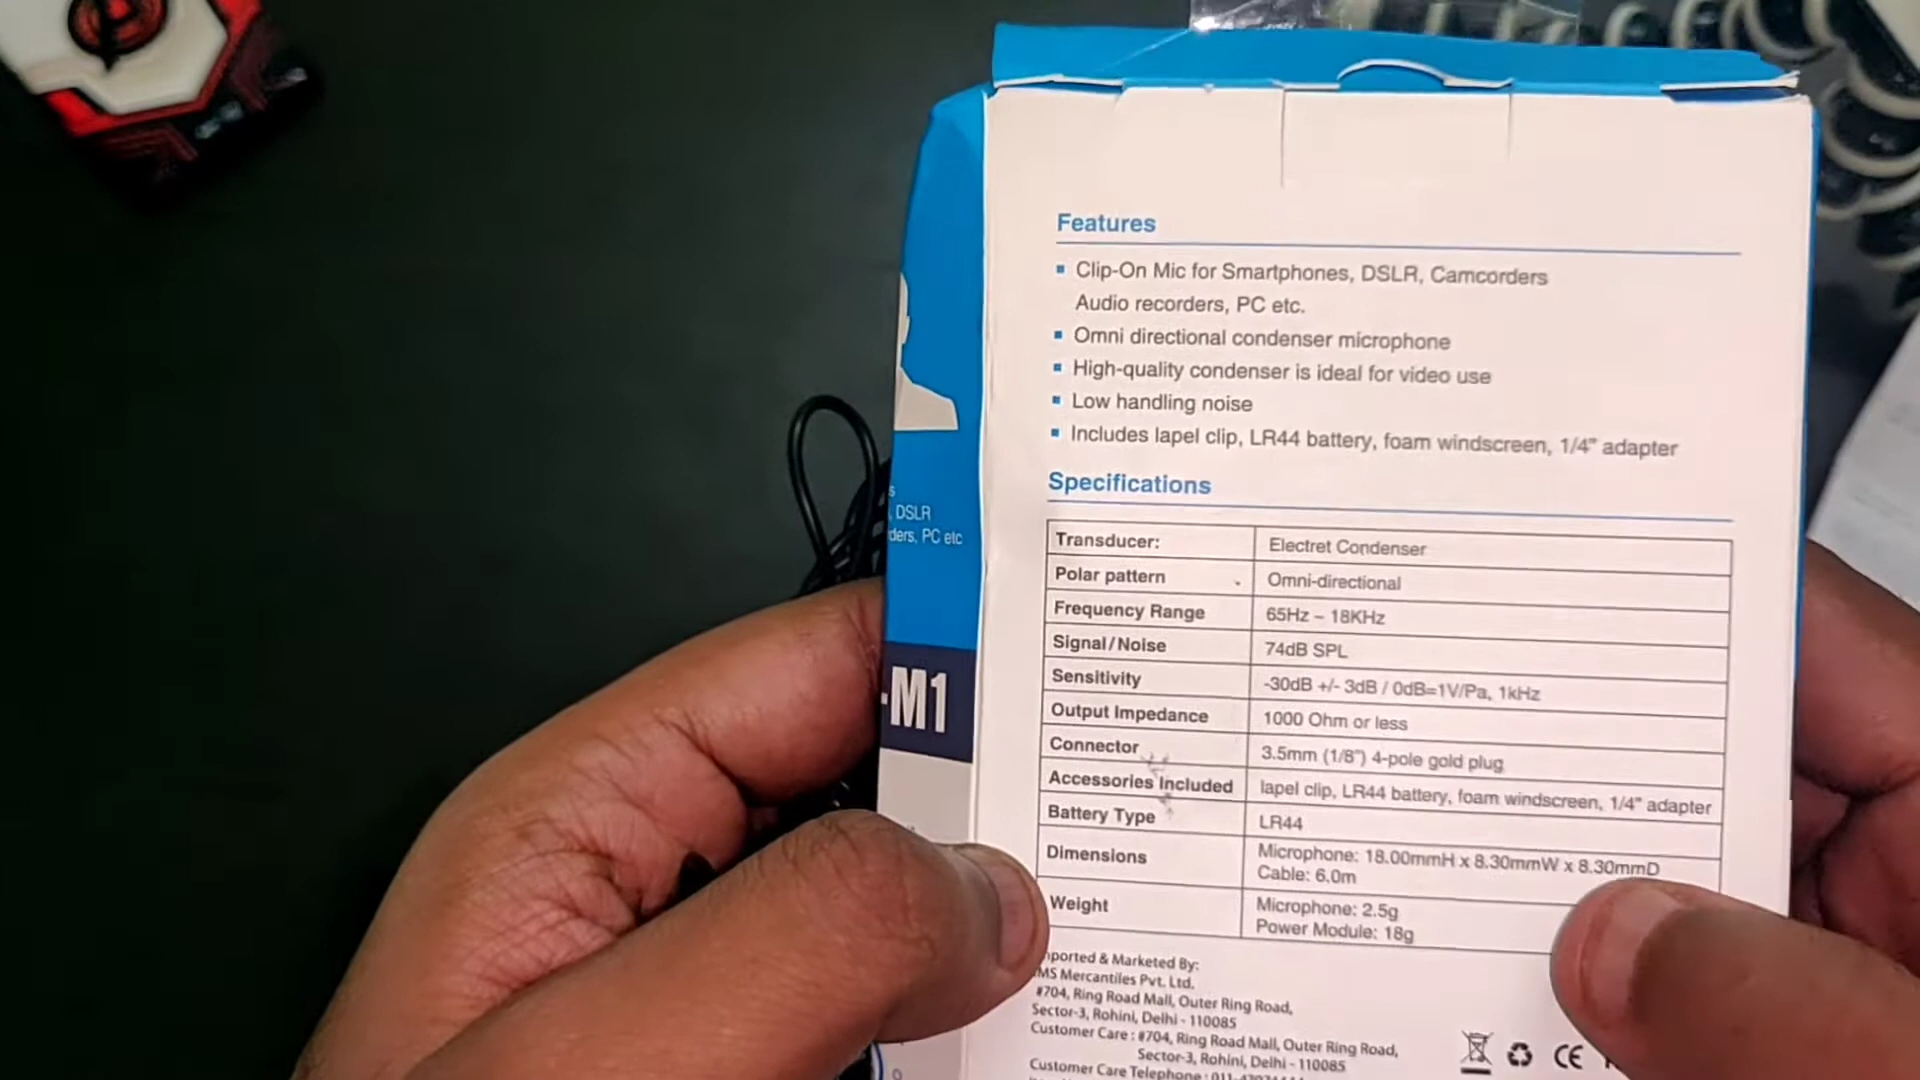 Features
Clip-On Mic for Smartphones, DSLR, Camcorders
Audio recorders, PC etc.
Omni directional condenser microphone
High-quality condenser is ideal for video use
Low handling noise
Includes lapel clip, LR44 battery, foam windscreen, 1/4" adapter
Specifications
Transducer: Electret Condenser
Polar pattern Omni-directional
Frequency Range 65Hz – 18KHz
Signal/Noise 74dB SPL
Sensitivity -30dB +/- 3dB / 0dB=1V/Pa, 1kHz
Output Impedance 1000 Ohm or less
Connector 3.5mm (1/8") 4-pole gold plug
Accessories Included lapel clip, LR44 battery, foam windscreen, 1/4" adapter
Battery Type LR44
Dimensions Microphone: 18.00mmH x 8.30mmW x 8.30mmD
Cable: 6.0m
Weight Microphone: 2.5g
Power Module: 18g
ported & Marketed By:
MS Mercantiles Pvt. Ltd.
#704, Ring Road Mall, Outer Ring Road,
Sector-3, Rohini, Delhi - 110085
Customer Care : #704, Ring Road Mall, Outer Ring Road,
Sector-3, Rohini, Delhi - 110085
Customer Care Telephone : 011-
CE
s
, DSLR
ders, PC etc
-M1